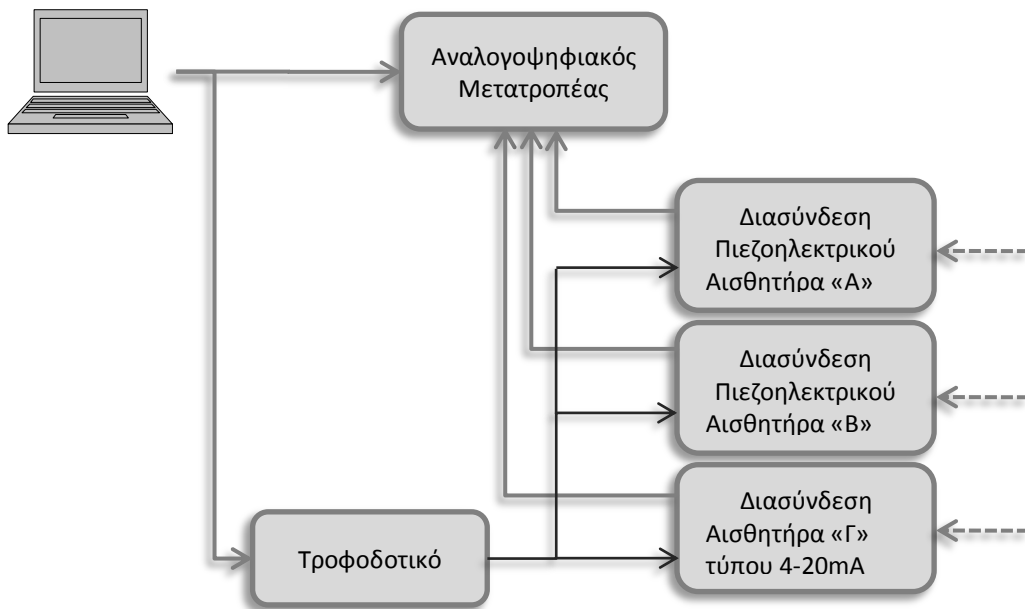 Αναλογοψηφιακός
Μετατροπέας
Διασύνδεση
Πιεζοηλεκτρικού
Αισθητήρα «Α»
Διασύνδεση
Πιεζοηλεκτρικού
Αισθητήρα «Β»
Διασύνδεση
Αισθητήρα «Γ»
τύπου 4-20mA
Τροφοδοτικό